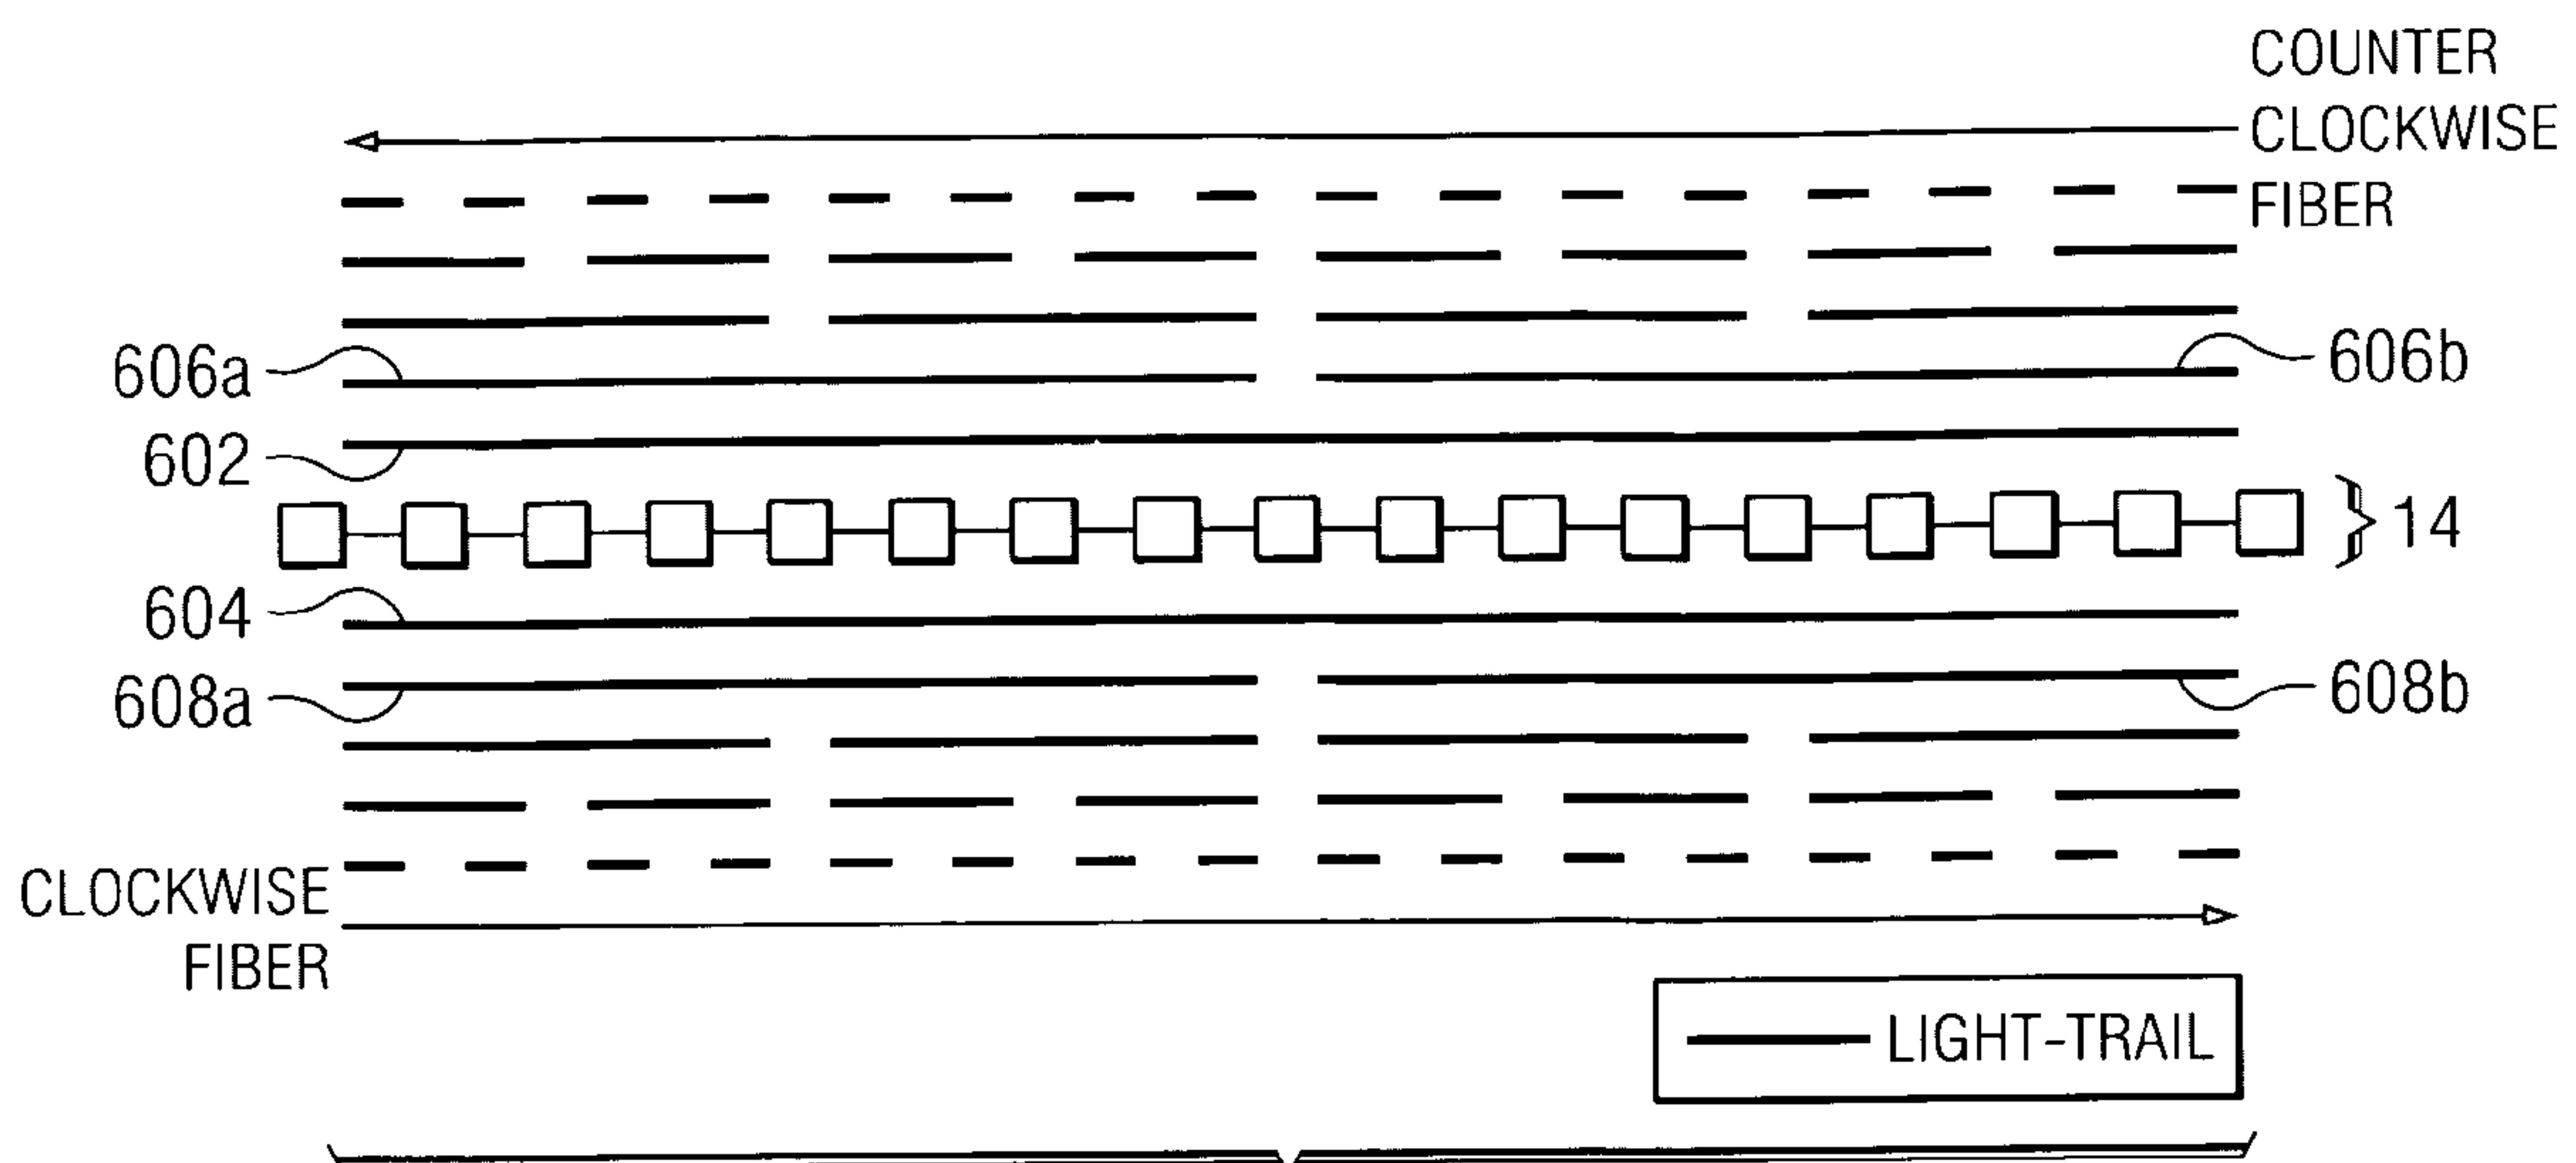 COUNTER
CLOCKWISE
FIBER
606a
606b
602
14
604
608a
608b
CLOCKWISE
FIBER
LIGHT-TRAIL